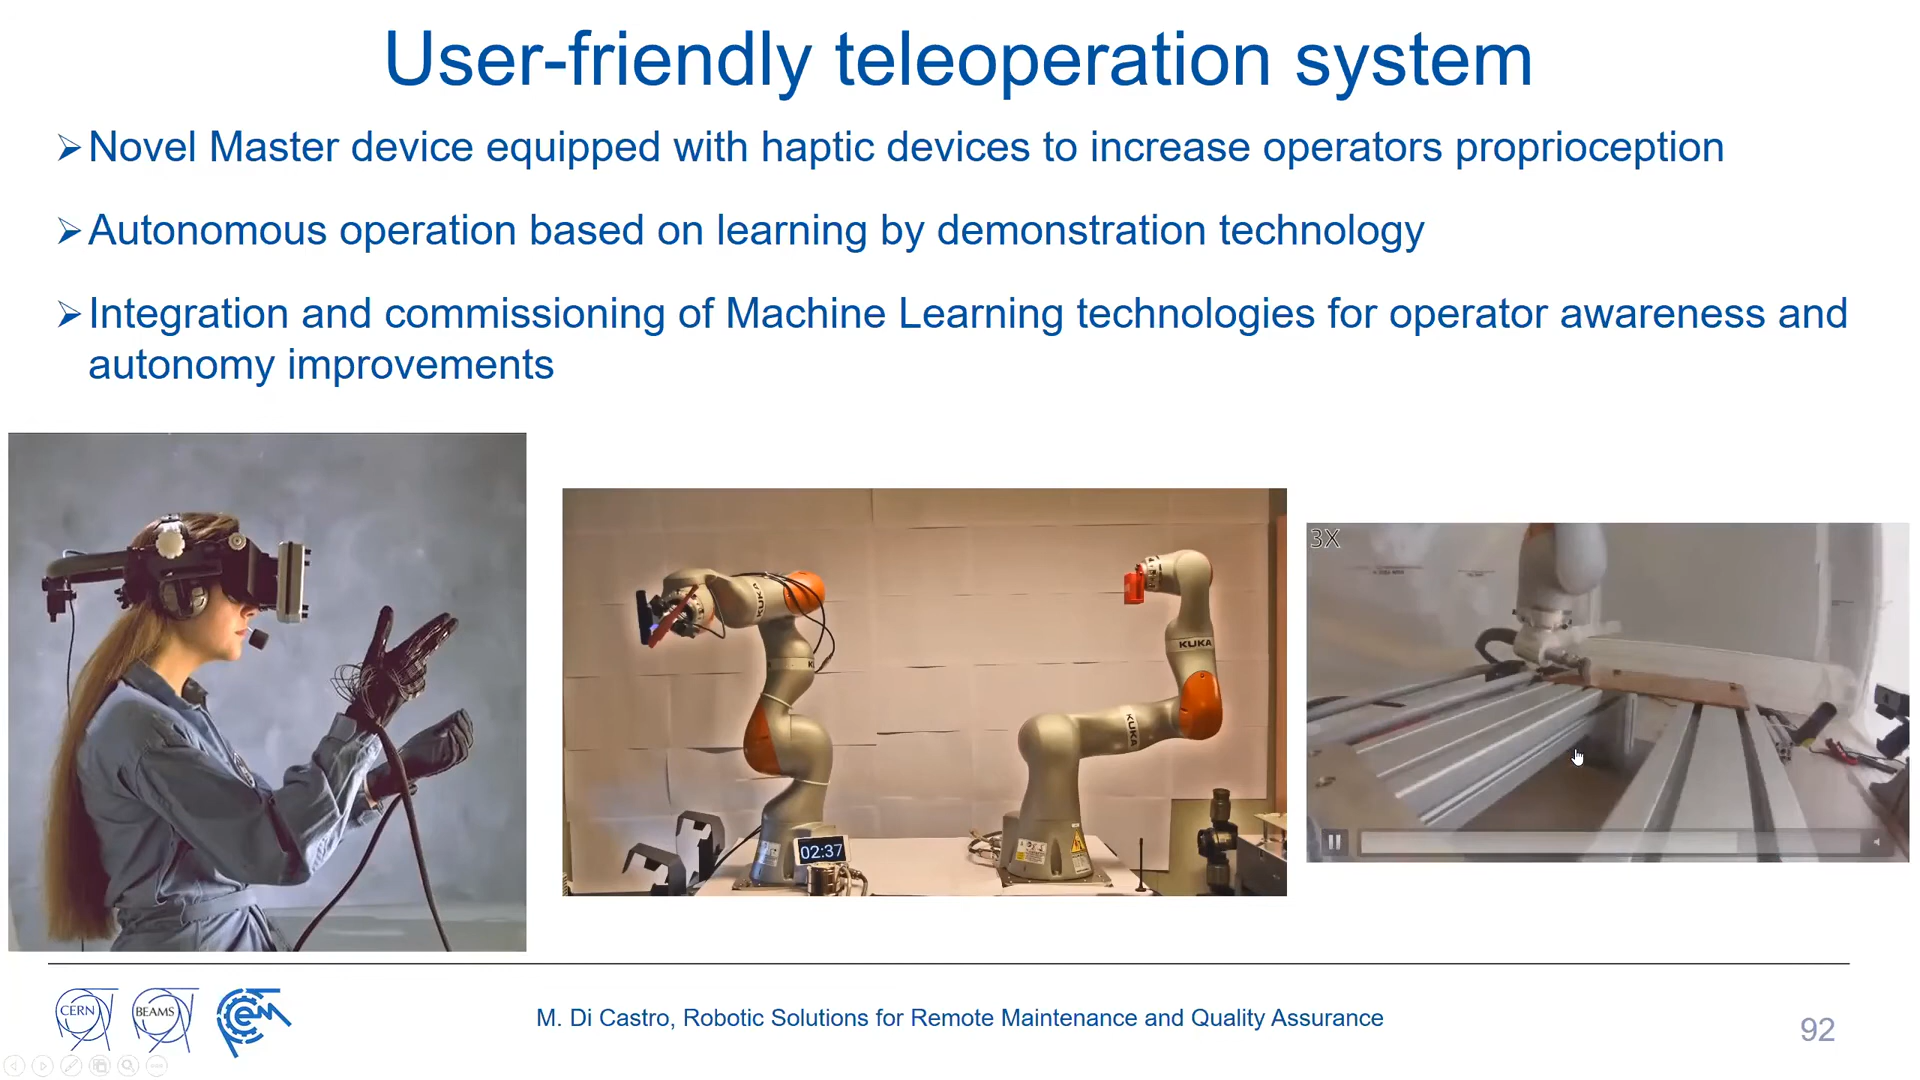 User-friendly teleoperation system
➢Novel Master device equipped with haptic devices to increase operators proprioception
➢Autonomous operation based on learning by demonstration technology
➢Integration and commissioning of Machine Learning technologies for operator awareness and
autonomy improvements
3X
KUKA
KUKA
KUKA
02:37
CERN
BEAMS
CEM
M. Di Castro, Robotic Solutions for Remote Maintenance and Quality Assurance
92